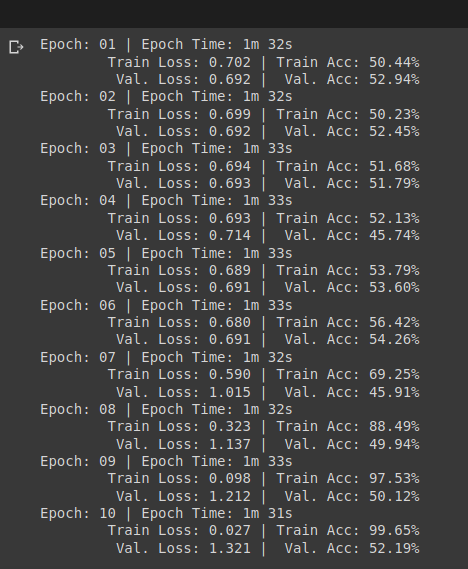 Epoch: 01 | Epoch Time: 1m 32s
Train Loss: 0.702 | Train Acc: 50.44%
Val. Loss: 0.692 | Val. Acc: 52.94%
Epoch: 02 | Epoch Time: 1m 32s
Train Loss: 0.699 | Train Acc: 50.23%
Val. Loss: 0.692 | Val. Acc: 52.45%
Epoch: 03 | Epoch Time: 1m 33s
Train Loss: 0.694 | Train Acc: 51.68%
Val. Loss: 0.693 | Val. Acc: 51.79%
Epoch: 04 | Epoch Time: 1m 33s
Train Loss: 0.693 | Train Acc: 52.13%
Val. Loss: 0.714 | Val. Acc: 45.74%
Epoch: 05 | Epoch Time: 1m 33s
Train Loss: 0.689 | Train Acc: 53.79%
Val. Loss: 0.691 | Val. Acc: 53.60%
Epoch: 06 | Epoch Time: 1m 33s
Train Loss: 0.680 | Train Acc: 56.42%
Val. Loss: 0.691 | Val. Acc: 54.26%
Epoch: 07 | Epoch Time: 1m 32s
Train Loss: 0.590 | Train Acc: 69.25%
Val. Loss: 1.015 | Val. Acc: 45.91%
Epoch: 08 | Epoch Time: 1m 32s
Train Loss: 0.323 | Train Acc: 88.49%
Val. Loss: 1.137 | Val. Acc: 49.94%
Epoch: 09 | Epoch Time: 1m 33s
Train Loss: 0.098 | Train Acc: 97.53%
Val. Loss: 1.212 | Val. Acc: 50.12%
Epoch: 10 | Epoch Time: 1m 31s
Train Loss: 0.027 | Train Acc: 99.65%
Val. Loss: 1.321 | Val. Acc: 52.19%